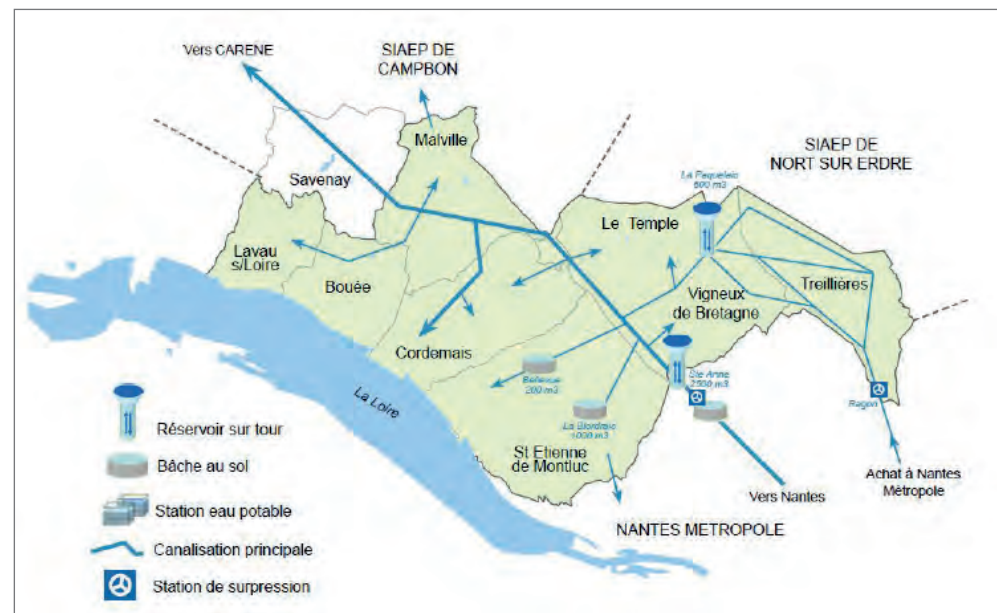 Vers CARENE
SIAEP DE
CAMPBON
Malville
SIAEP DE
NORT SUR ERDRE
Savenay
La Paquelais
600 m3
Le Temple
Lavau
s/Loire
Bouée
Treillières
Vigneux
de Bretagne
Cordemais
Bellevue
200 m3
Ste Anne
2500 m3
La Loire
Ragon
La Biordrais
1000 m3
Réservoir sur tour
St Etienne
de Montluc
Bâche au sol
Achat à Nantes
Métropole
Vers Nantes
Station eau potable
NANTES METROPOLE
Canalisation principale
Station de surpression